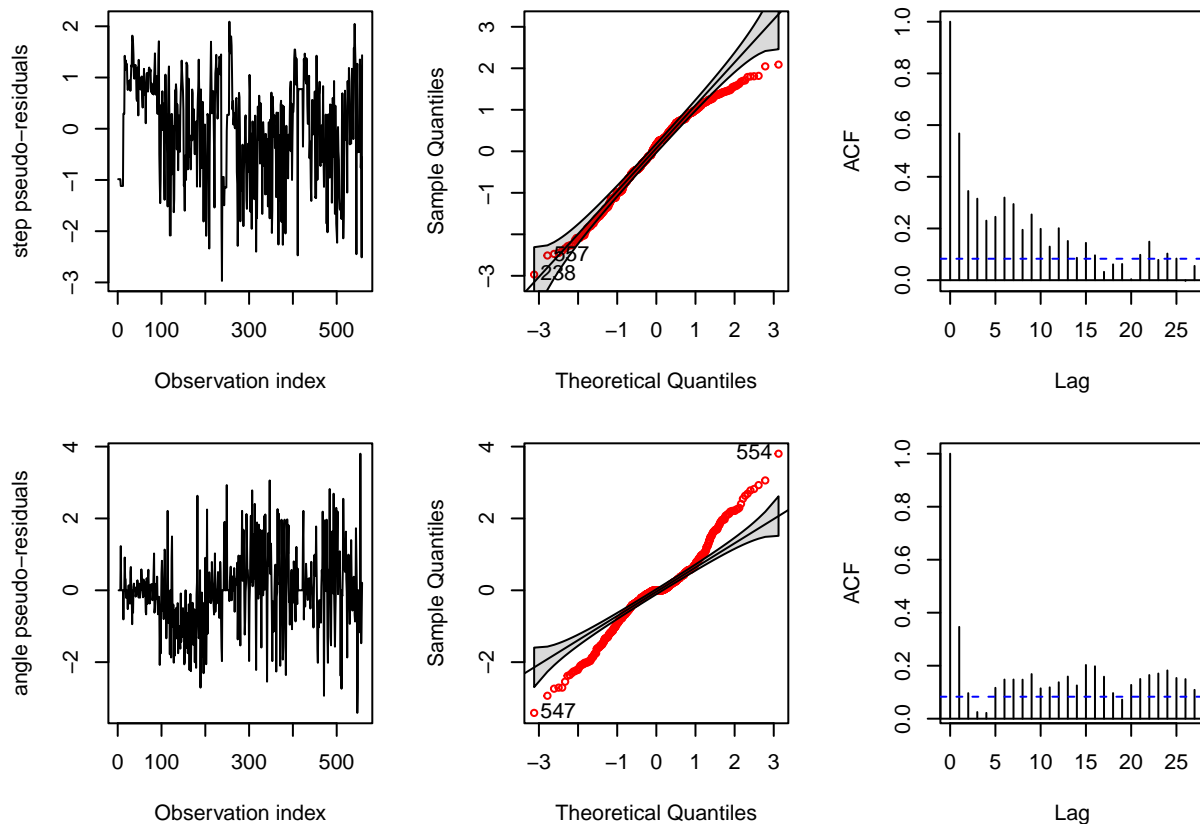 step pseudo−residuals
−3 −2 −1 0 1 2
0 100 300 500
Observation index
Sample Quantiles
−3 −1 0 1 2 3
557
238
−3 −1 0 1 2 3
Theoretical Quantiles
ACF
0.0 0.2 0.4 0.6 0.8 1.0
0 5 10 15 20 25
Lag
angle pseudo−residuals
−2 0 2 4
0 100 300 500
Observation index
Sample Quantiles
−2 0 2 4
554
547
−3 −1 0 1 2 3
Theoretical Quantiles
ACF
0.0 0.2 0.4 0.6 0.8 1.0
0 5 10 15 20 25
Lag